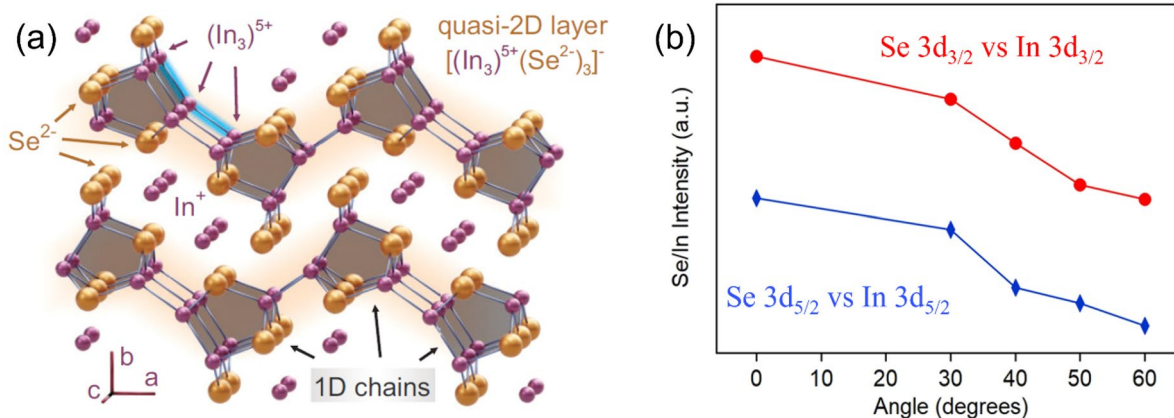 (a)
(In₃)⁵⁺
quasi-2D layer
[(In₃)⁵⁺(Se²⁻)₃]⁻
Se²⁻
In⁺
1D chains
b
c
a
(b)
Se 3d₃/₂ vs In 3d₃/₂
Se 3d₅/₂ vs In 3d₅/₂
Se/In Intensity (a.u.)
0 10 20 30 40 50 60
Angle (degrees)